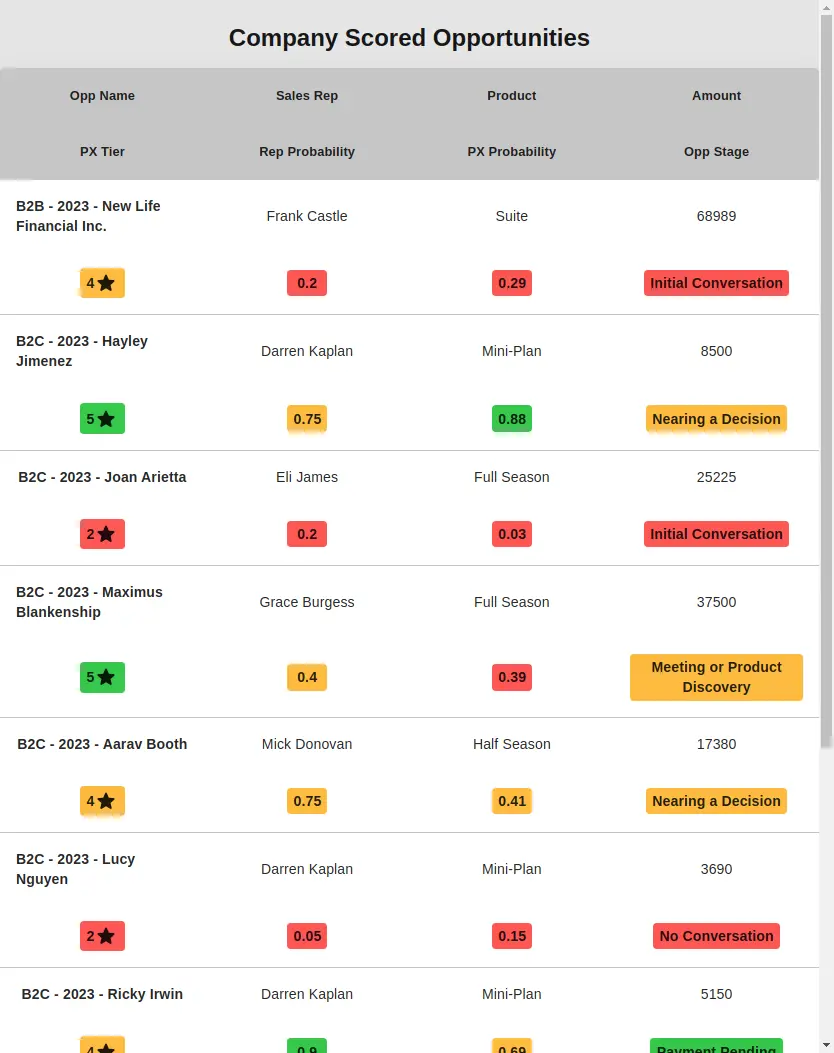 Company Scored Opportunities
Opp Name Sales Rep Product Amount
PX Tier Rep Probability PX Probability Opp Stage
B2B - 2023 - New Life
Financial Inc.
Frank Castle Suite 68989
4 0.2 0.29 Initial Conversation
B2C - 2023 - Hayley
Jimenez
Darren Kaplan Mini-Plan 8500
5 0.75 0.88 Nearing a Decision
B2C - 2023 - Joan Arietta Eli James Full Season 25225
2 0.2 0.03 Initial Conversation
B2C - 2023 - Maximus
Blankenship
Grace Burgess Full Season 37500
5 0.4 0.39 Meeting or Product
Discovery
B2C - 2023 - Aarav Booth Mick Donovan Half Season 17380
4 0.75 0.41 Nearing a Decision
B2C - 2023 - Lucy
Nguyen
Darren Kaplan Mini-Plan 3690
2 0.05 0.15 No Conversation
B2C - 2023 - Ricky Irwin Darren Kaplan Mini-Plan 5150
4 0.9 0.69 Payment Pending